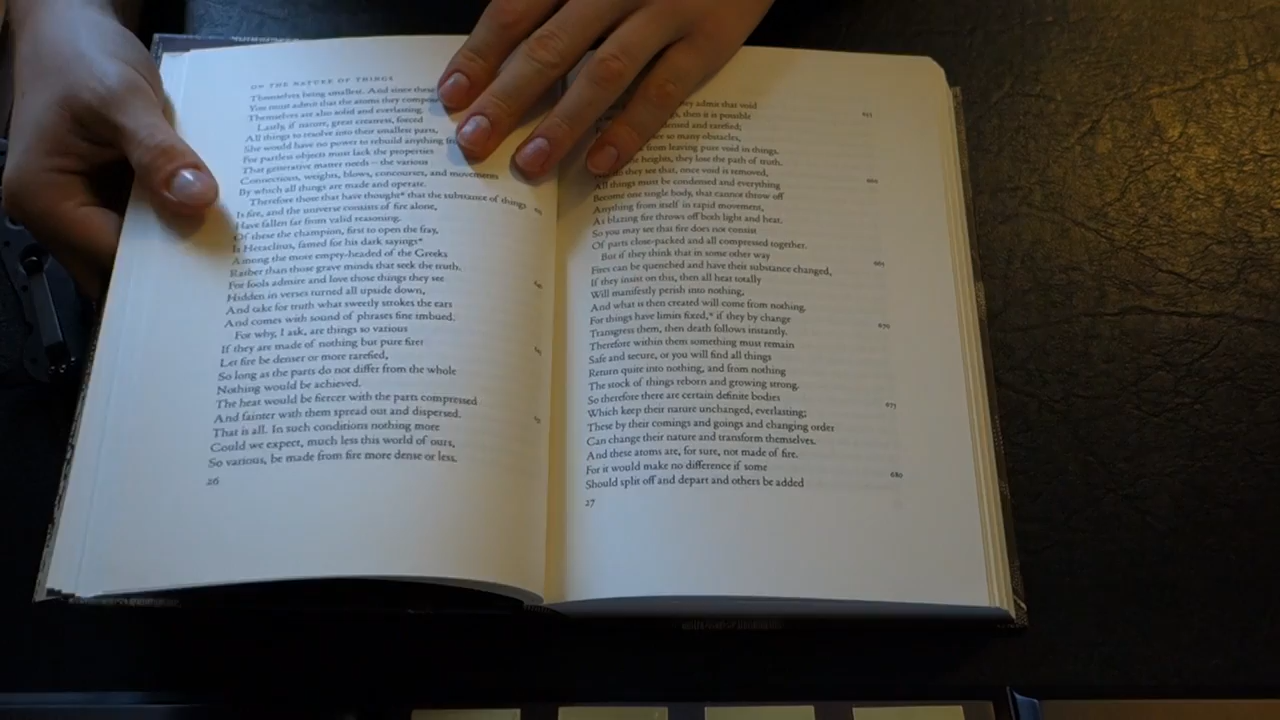 ON THE NATURE OF THINGS
Themselves being smallest. And since these
You must admit that the atoms they compose
Themselves are also solid and everlasting.
Lastly, if nature, great creatress, forced
All things to resolve into their smallest parts,
She would have no power to rebuild anything
For partless objects must lack the properties
That generative matter needs – the various
Connections, weights, blows, concourses, and movements
By which all things are made and operate.
Therefore those that have thought* that the substance of things
Is fire, and the universe consists of fire alone,
Have fallen far from valid reasoning.
Of these the champion, first to open the fray,
Is Heraclitus, famed for his dark sayings*
Among the more empty-headed of the Greeks
Rather than those grave minds that seek the truth.
For fools admire and love those things they see
Hidden in verses turned all upside down,
And take for truth what sweetly strokes the ears
And comes with sound of phrases fine imbued.
For why, I ask, are things so various
If they are made of nothing but pure fire?
Let fire be denser or more rarefied,
So long as the parts do not differ from the whole
Nothing would be achieved.
The heat would be fiercer with the parts compressed
And fainter with them spread out and dispersed.
That is all. In such conditions nothing more
Could we expect, much less this world of ours,
So various, be made from fire more dense or less.
26
admit that void
then it is possible
655
and rarefied;
so many obstacles,
from leaving pure void in things.
heights, they lose the path of truth.
they see that, once void is removed,
All things must be condensed and everything
660
Become one single body, that cannot throw off
Anything from itself in rapid movement,
As blazing fire throws off both light and heat.
So you may see that fire does not consist
Of parts close-packed and all compressed together.
But if they think that in some other way
665
Fires can be quenched and have their substance changed,
If they insist on this, then all heat totally
Will manifestly perish into nothing,
And what is then created will come from nothing.
For things have limits fixed,* if they by change
670
Transgress them, then death follows instantly.
Therefore within them something must remain
Safe and secure, or you will find all things
Return quite into nothing, and from nothing
The stock of things reborn and growing strong.
So therefore there are certain definite bodies
675
Which keep their nature unchanged, everlasting;
These by their comings and goings and changing order
Can change their nature and transform themselves.
And these atoms are, for sure, not made of fire.
For it would make no difference if some
680
Should split off and depart and others be added
27